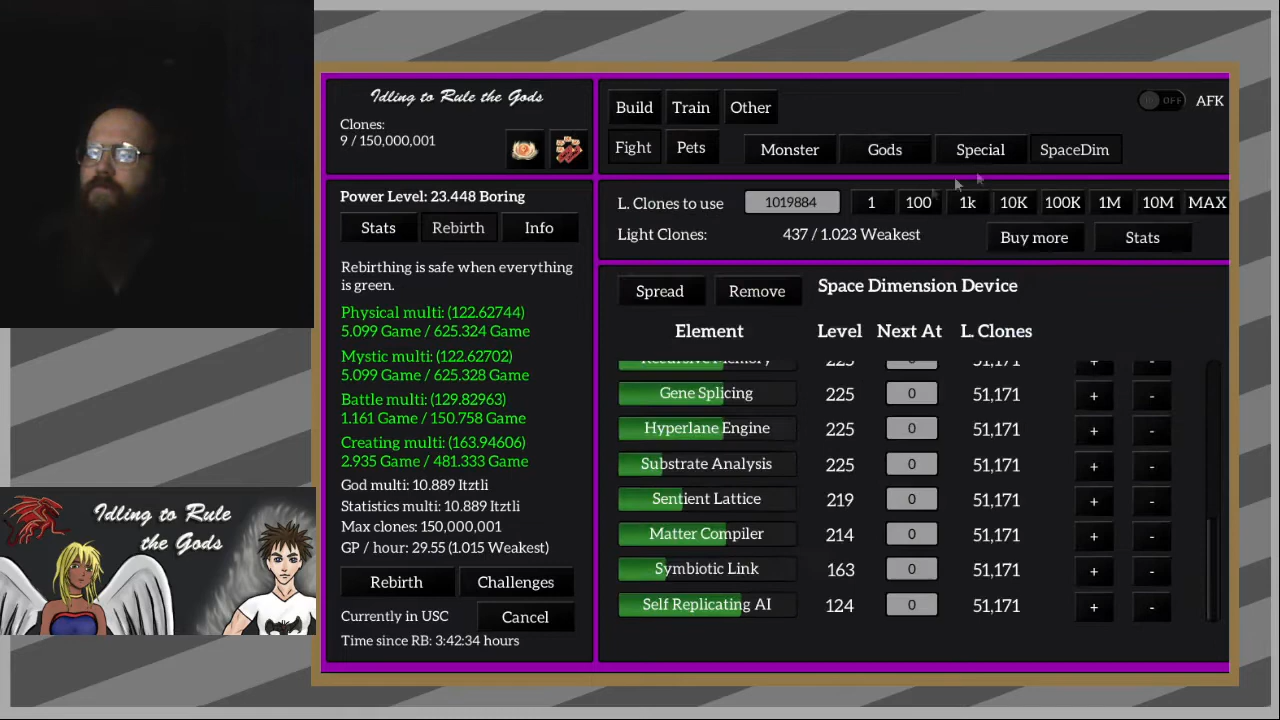 Idling to Rule the Gods
Clones:
9 / 150,000,001
Build Train Other
OFF AFK
Fight Pets Monster Gods Special SpaceDim
Power Level: 23.448 Boring
Stats Rebirth Info
Rebirthing is safe when everything
is green.
Physical multi: (122.62744)
5.099 Game / 625.324 Game
Mystic multi: (122.62702)
5.099 Game / 625.328 Game
Battle multi: (129.82963)
1.161 Game / 150.758 Game
Creating multi: (163.94606)
2.935 Game / 481.333 Game
God multi: 10.889 Itztli
Statistics multi: 10.889 Itztli
Max clones: 150,000,001
GP / hour: 29.55 (1.015 Weakest)
Rebirth Challenges
Currently in USC Cancel
Time since RB: 3:42:34 hours
L. Clones to use 1019884 1 100 1k 10K 100K 1M 10M MAX
Light Clones: 437 / 1.023 Weakest Buy more Stats
Spread Remove Space Dimension Device
Element Level Next At L. Clones
Recursive Memory 225 0 51,171
Gene Splicing 225 0 51,171 + -
Hyperlane Engine 225 0 51,171 + -
Substrate Analysis 225 0 51,171 + -
Sentient Lattice 219 0 51,171 + -
Matter Compiler 214 0 51,171 + -
Symbiotic Link 163 0 51,171 + -
Self Replicating AI 124 0 51,171 + -
Idling to Rule
the Gods